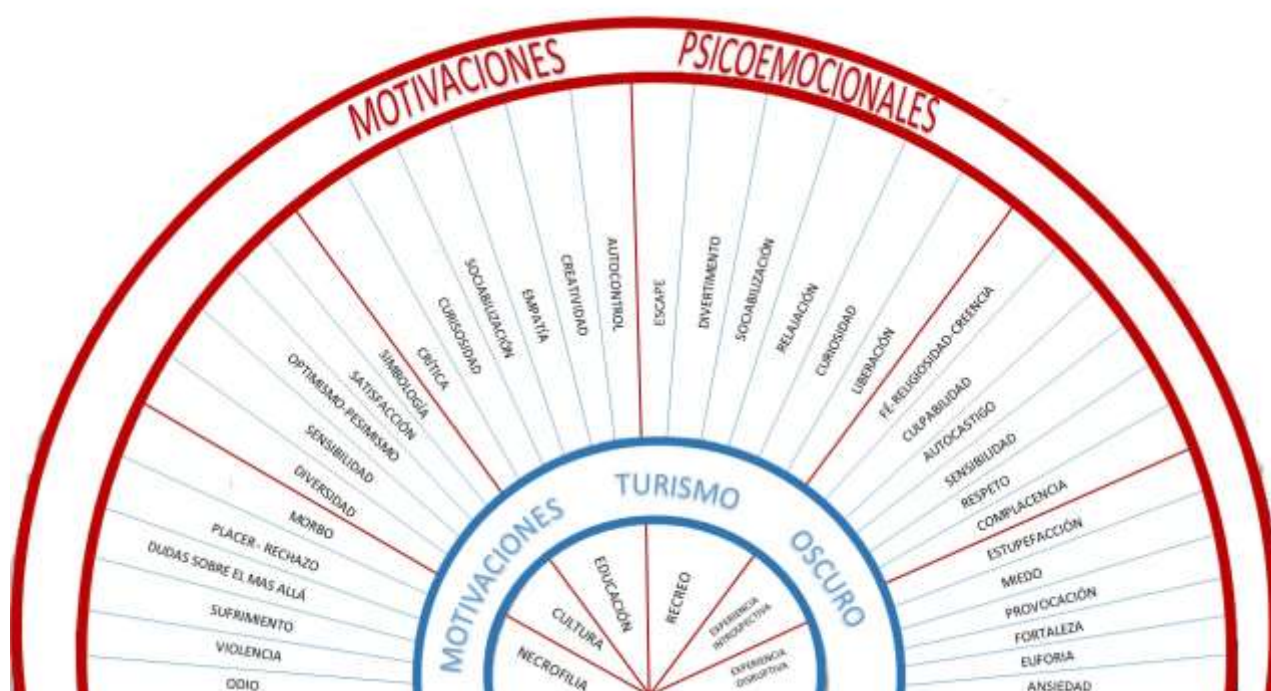 MOTIVACIONES PSICOEMOCIONALES
ODIO
VIOLENCIA
SUFRIMIENTO
DUDAS SOBRE EL MAS ALLÁ
PLACER - RECHAZO
MORBO
DIVERSIDAD
SENSIBILIDAD
OPTIMISMO-PESIMISMO
SATISFACCIÓN
SIMBOLOGÍA
CRÍTICA
CURISOSIDAD
SOCIABILIZACIÓN
EMPATÍA
CREATIVIDAD
AUTOCONTROL
ESCAPE
DIVERTIMENTO
SOCIABILIZACIÓN
RELAJACIÓN
CURIOSIDAD
LIBERACIÓN
FÉ-RELIGIOSIDAD-CREENCIA
CULPABILIDAD
AUTOCASTIGO
SENSIBILIDAD
RESPETO
COMPLACENCIA
ESTUPEFACCIÓN
MIEDO
PROVOCACIÓN
FORTALEZA
EUFORIA
ANSIEDAD
MOTIVACIONES TURISMO OSCURO
NECROFILIA
CULTURA
EDUCACIÓN
RECREO
EXPERIENCIA
INTROSPECTIVA
EXPERIENCIA
DISRUPTIVA